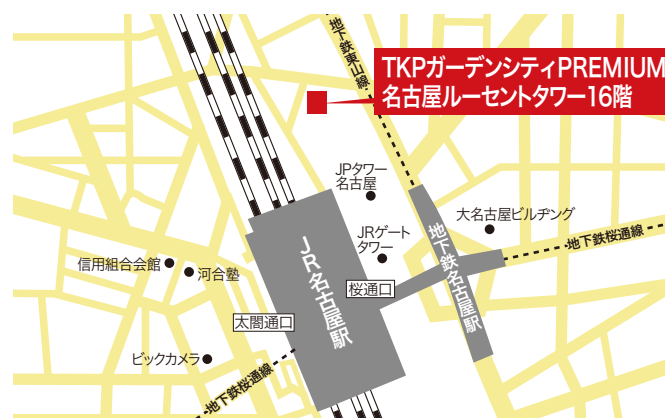 地下鉄東山線
TKPガーデンシティPREMIUM
名古屋ルーセントタワー16階
JPタワー
名古屋
大名古屋ビルヂング
JRゲート
タワー
地下鉄桜通線
地下鉄名古屋駅
信用組合会館
河合塾
JR名古屋駅
桜通口
太閤通口
ビックカメラ
地下鉄桜通線